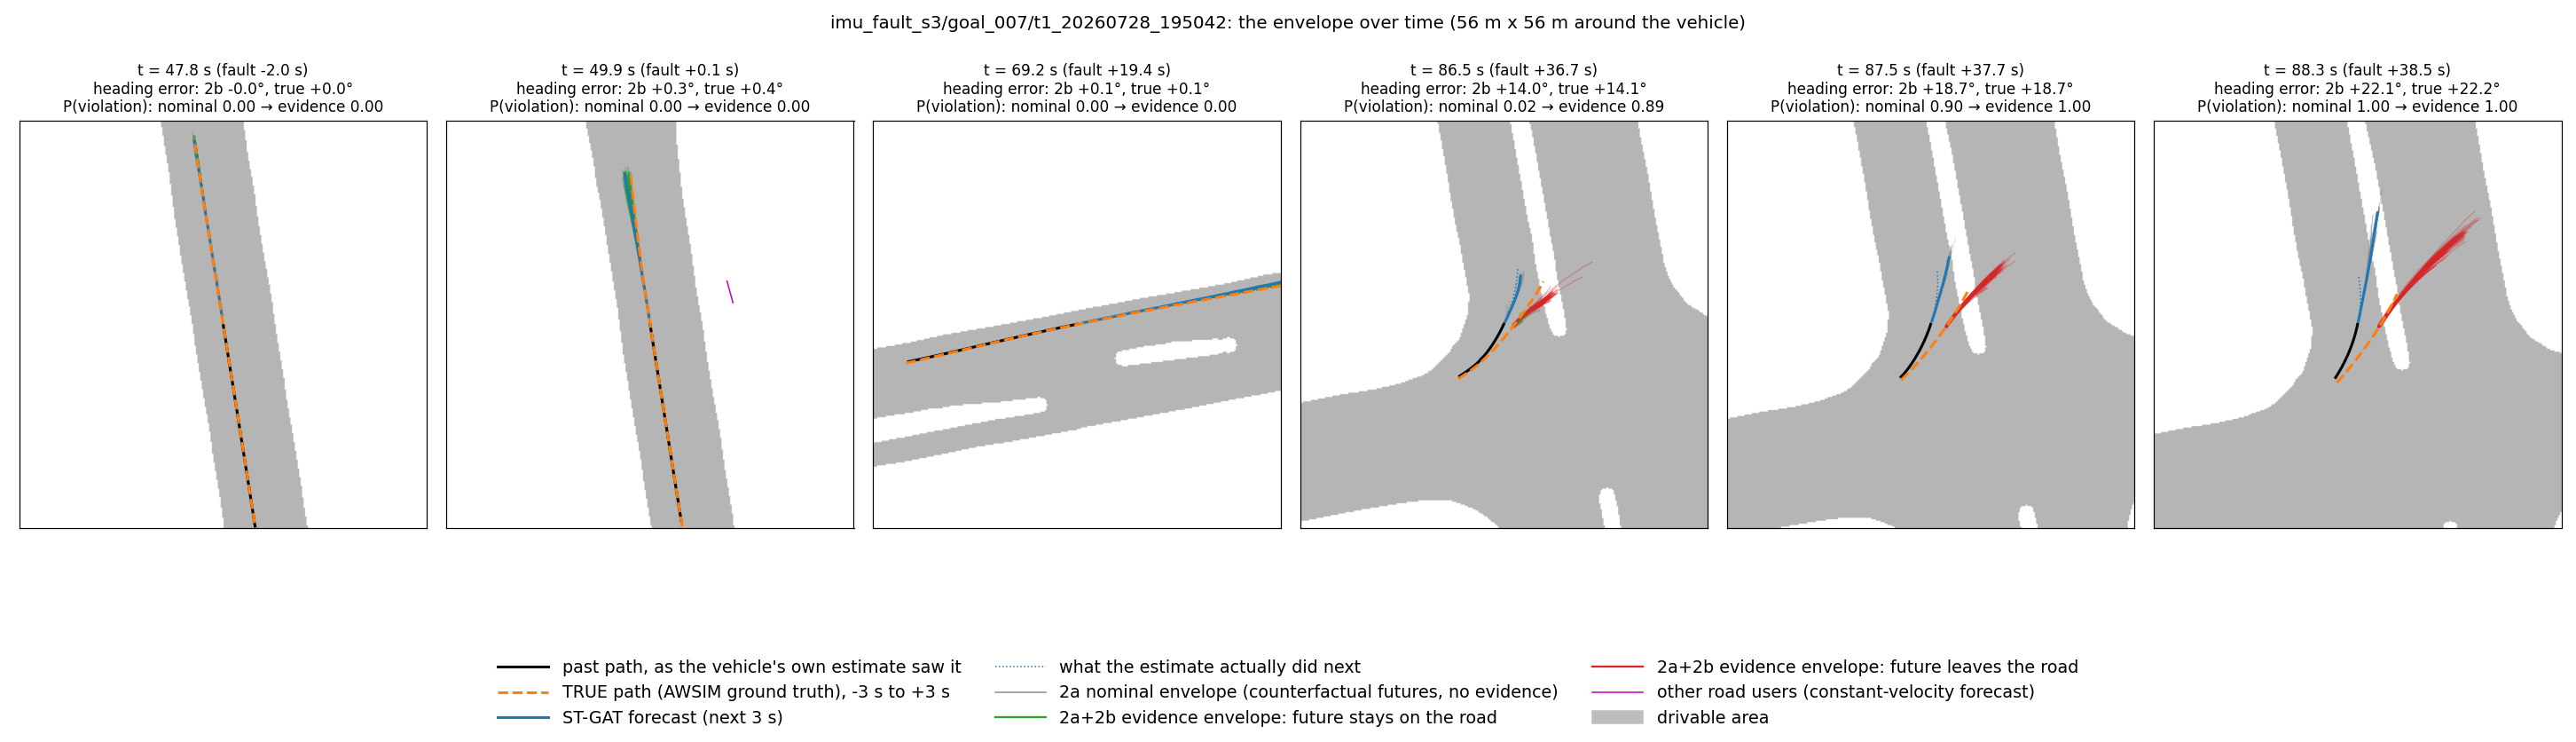 imu_fault_s3/goal_007/t1_20260728_195042: the envelope over time (56 m x 56 m around the vehicle)
t = 47.8 s (fault -2.0 s)
heading error: 2b -0.0°, true +0.0°
P(violation): nominal 0.00 → evidence 0.00
t = 49.9 s (fault +0.1 s)
heading error: 2b +0.3°, true +0.4°
P(violation): nominal 0.00 → evidence 0.00
t = 69.2 s (fault +19.4 s)
heading error: 2b +0.1°, true +0.1°
P(violation): nominal 0.00 → evidence 0.00
t = 86.5 s (fault +36.7 s)
heading error: 2b +14.0°, true +14.1°
P(violation): nominal 0.02 → evidence 0.89
t = 87.5 s (fault +37.7 s)
heading error: 2b +18.7°, true +18.7°
P(violation): nominal 0.90 → evidence 1.00
t = 88.3 s (fault +38.5 s)
heading error: 2b +22.1°, true +22.2°
P(violation): nominal 1.00 → evidence 1.00
past path, as the vehicle's own estimate saw it
TRUE path (AWSIM ground truth), -3 s to +3 s
ST-GAT forecast (next 3 s)
what the estimate actually did next
2a nominal envelope (counterfactual futures, no evidence)
2a+2b evidence envelope: future stays on the road
2a+2b evidence envelope: future leaves the road
other road users (constant-velocity forecast)
drivable area